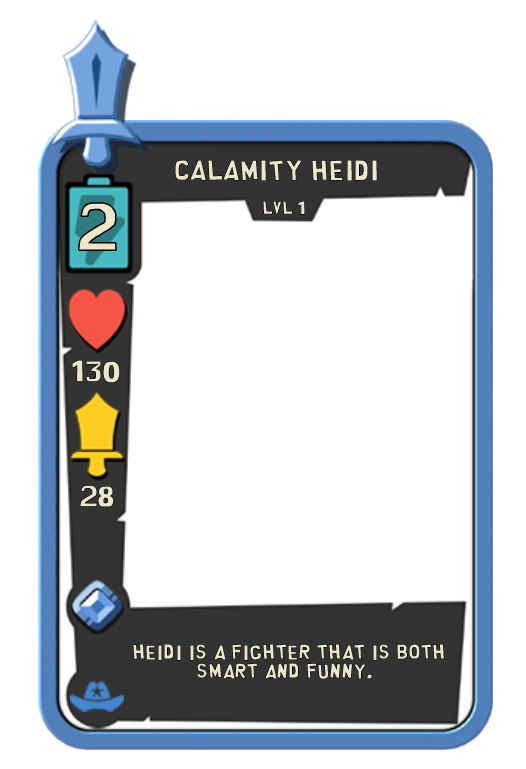 CALAMITY HEIDI
LVL 1
2
130
28
HEIDI IS A FIGHTER THAT IS BOTH
SMART AND FUNNY.